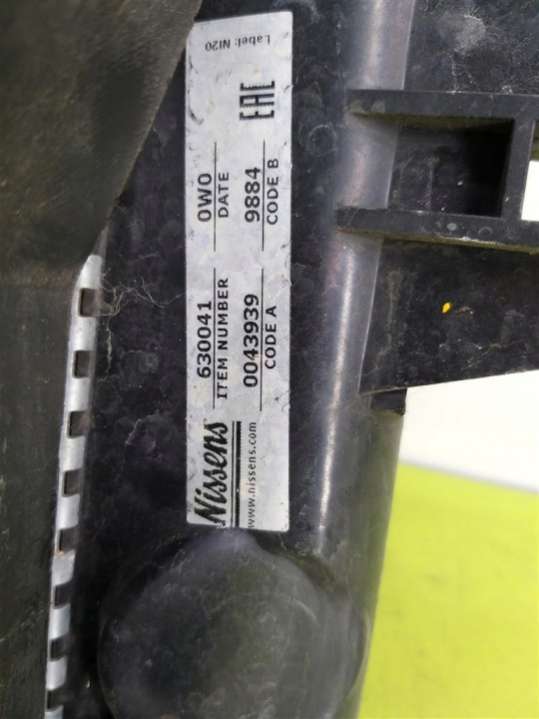 Nissens
www.nissens.com
630041
ITEM NUMBER
0043939
CODE A
0W0
DATE
9884
CODE B
EAC
Label: NI20